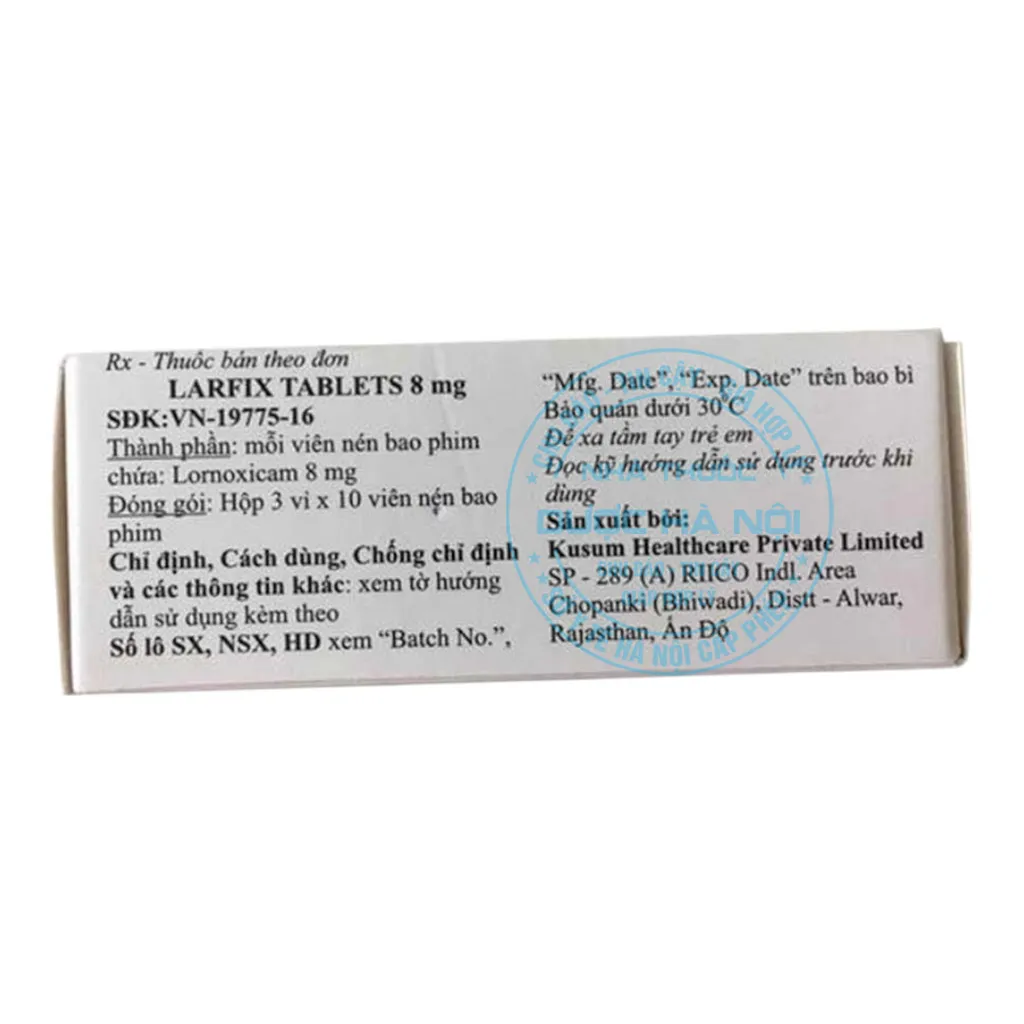 Rx - Thuốc bán theo đơn
LARFIX TABLETS 8 mg
SĐK:VN-19775-16
Thành phần: mỗi viên nén bao phim
chứa: Lornoxicam 8 mg
Đóng gói: Hộp 3 vỉ x 10 viên nén bao
phim
Chỉ định, Cách dùng, Chống chỉ định
và các thông tin khác: xem tờ hướng
dẫn sử dụng kèm theo
Số lô SX, NSX, HD xem “Batch No.”,
“Mfg. Date”, “Exp. Date” trên bao bì
Bảo quản dưới 30°C
Để xa tầm tay trẻ em
Đọc kỹ hướng dẫn sử dụng trước khi
dùng
Sản xuất bởi:
Kusum Healthcare Private Limited
SP - 289 (A) RIICO Indl. Area
Chopanki (Bhiwadi), Distt - Alwar,
Rajasthan, Ấn Độ
NHÀ THUỐC
DƯỢC HÀ NỘI